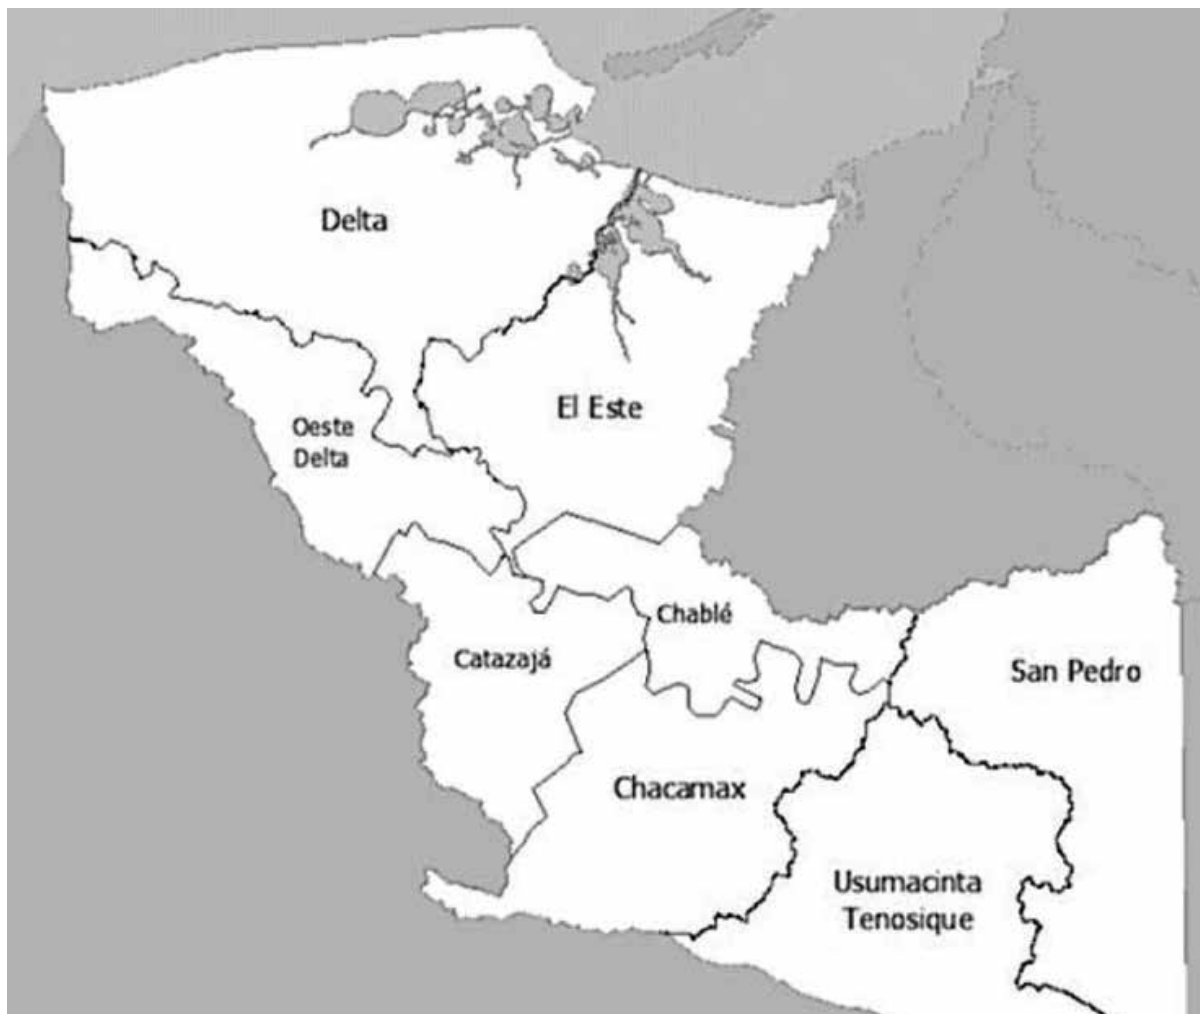 Delta
El Este
Oeste
Delta
Chablé
Catazajá
San Pedro
Chacamax
Usumacinta
Tenosique